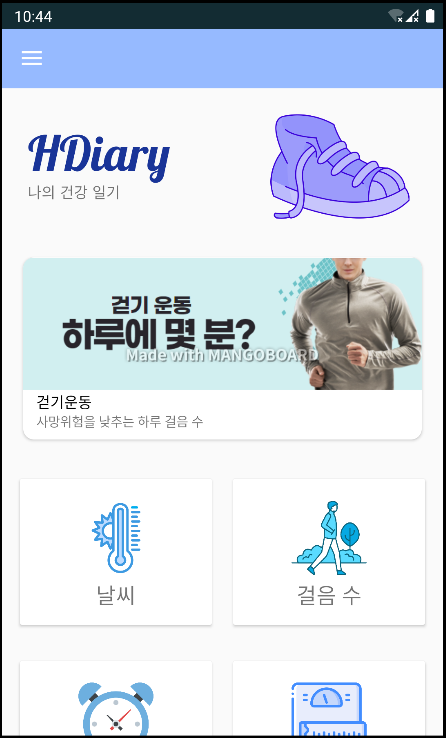 10:44
HDiary
나의 건강 일기
걷기 운동
하루에 몇 분?
Made with MANGOBOARD
걷기운동
사망위험을 낮추는 하루 걸음 수
날씨
걸음 수